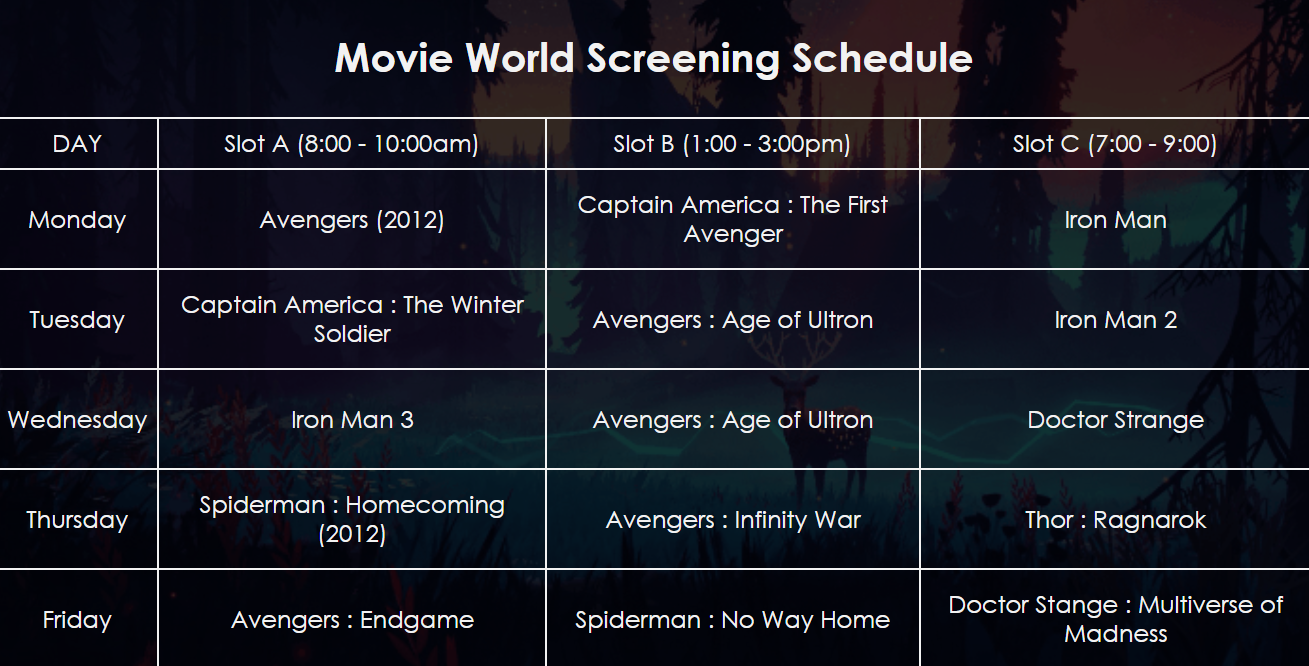 Movie World Screening Schedule
DAY
Slot A (8:00 - 10:00am)
Slot B (1:00 - 3:00pm)
Slot C (7:00 - 9:00)
Monday
Avengers (2012)
Captain America : The First
Avenger
Iron Man
Tuesday
Captain America : The Winter
Soldier
Avengers : Age of Ultron
Iron Man 2
Wednesday
Iron Man 3
Avengers : Age of Ultron
Doctor Strange
Thursday
Spiderman : Homecoming
(2012)
Avengers : Infinity War
Thor : Ragnarok
Friday
Avengers : Endgame
Spiderman : No Way Home
Doctor Stange : Multiverse of
Madness